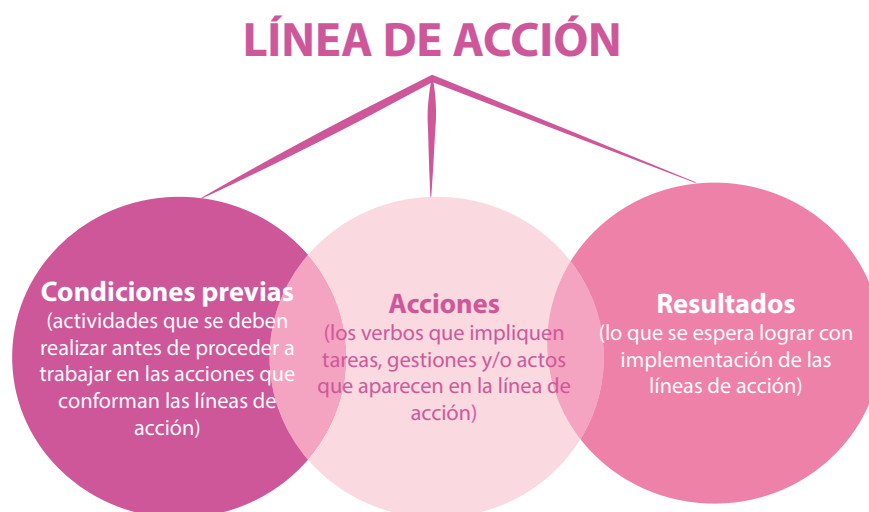 LÍNEA DE ACCIÓN
Condiciones previas
(actividades que se deben
realizar antes de proceder a
trabajar en las acciones que
conforman las líneas de
acción)
Acciones
(los verbos que impliquen
tareas, gestiones y/o actos
que aparecen en la línea de
acción)
Resultados
(lo que se espera lograr con
implementación de las
líneas de acción)